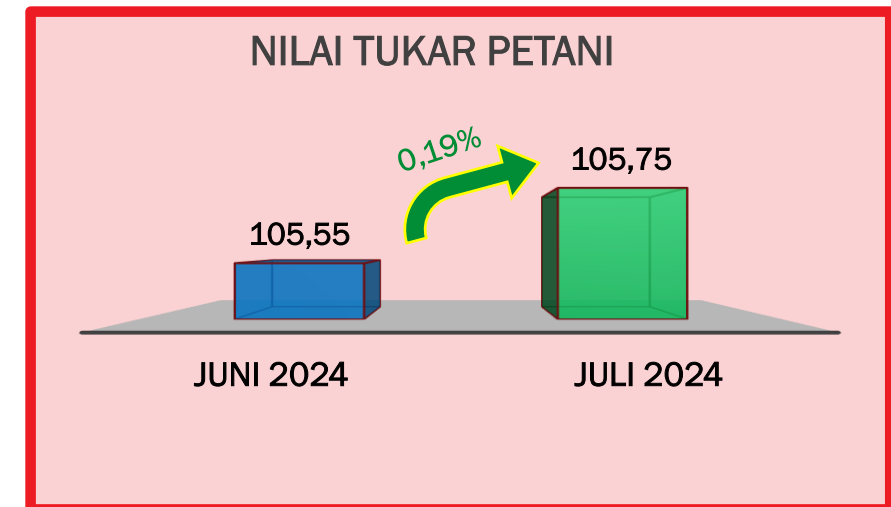 NILAI TUKAR PETANI
0,19%
105,75
105,55
JUNI 2024
JULI 2024